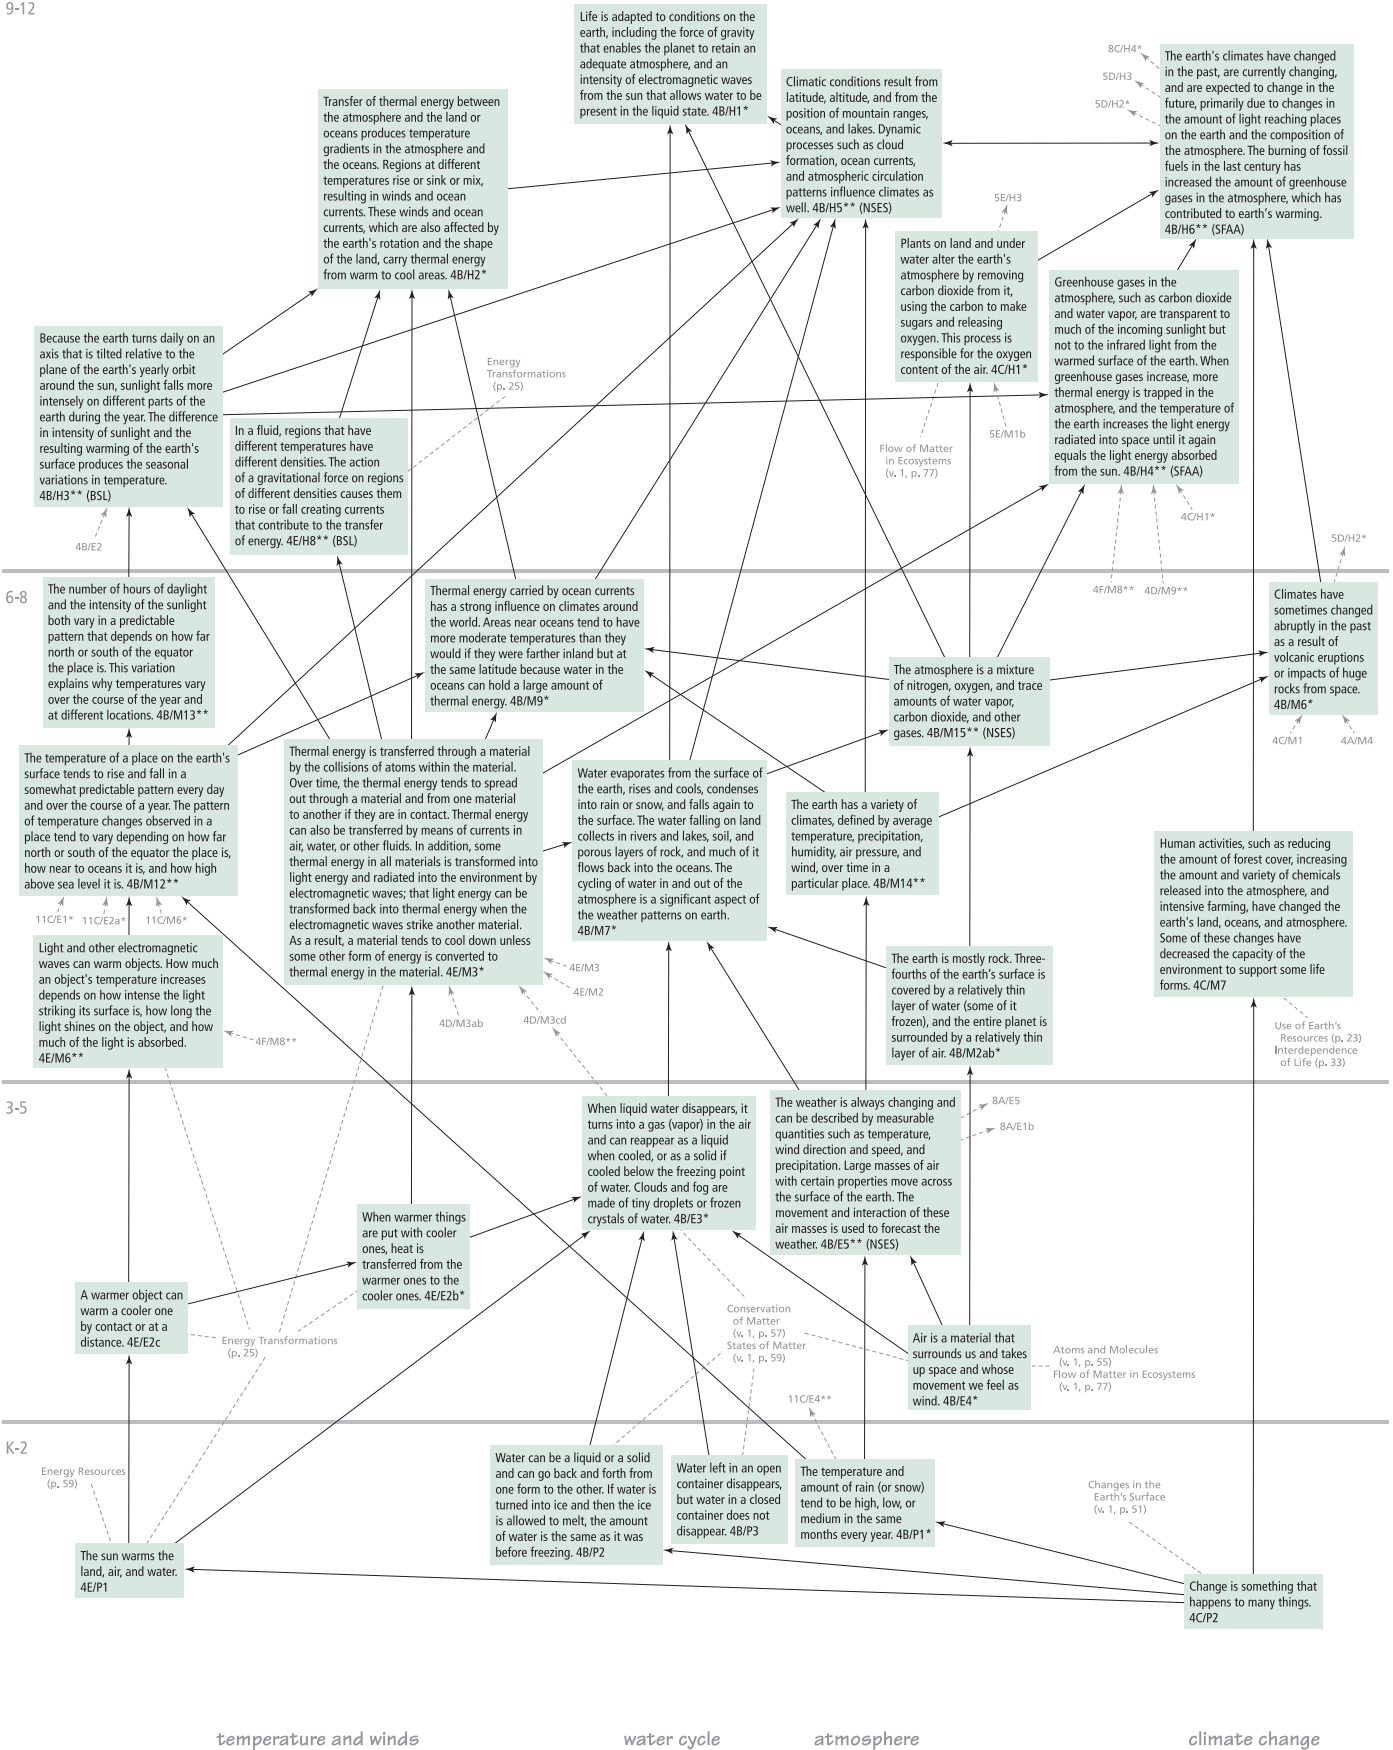 9-12
Life is adapted to conditions on the
earth, including the force of gravity
that enables the planet to retain an
adequate atmosphere, and an
intensity of electromagnetic waves
from the sun that allows water to be
present in the liquid state. 4B/H1*
8C/H4*
5D/H3
5D/H2*
The earth's climates have changed
in the past, are currently changing,
and are expected to change in the
future, primarily due to changes in
the amount of light reaching places
on the earth and the composition of
the atmosphere. The burning of fossil
fuels in the last century has
increased the amount of greenhouse
gases in the atmosphere, which has
contributed to earth's warming.
4B/H6** (SFAA)
Climatic conditions result from
latitude, altitude, and from the
position of mountain ranges,
oceans, and lakes. Dynamic
processes such as cloud
formation, ocean currents,
and atmospheric circulation
patterns influence climates as
well. 4B/H5** (NSES)
Transfer of thermal energy between
the atmosphere and the land or
oceans produces temperature
gradients in the atmosphere and
the oceans. Regions at different
temperatures rise or sink or mix,
resulting in winds and ocean
currents. These winds and ocean
currents, which are also affected by
the earth's rotation and the shape
of the land, carry thermal energy
from warm to cool areas. 4B/H2*
5E/H3
Plants on land and under
water alter the earth's
atmosphere by removing
carbon dioxide from it,
using the carbon to make
sugars and releasing
oxygen. This process is
responsible for the oxygen
content of the air. 4C/H1*
Greenhouse gases in the
atmosphere, such as carbon dioxide
and water vapor, are transparent to
much of the incoming sunlight but
not to the infrared light from the
warmed surface of the earth. When
greenhouse gases increase, more
thermal energy is trapped in the
atmosphere, and the temperature of
the earth increases the light energy
radiated into space until it again
equals the light energy absorbed
from the sun. 4B/H4** (SFAA)
Because the earth turns daily on an
axis that is tilted relative to the
plane of the earth's yearly orbit
around the sun, sunlight falls more
intensely on different parts of the
earth during the year. The difference
in intensity of sunlight and the
resulting warming of the earth's
surface produces the seasonal
variations in temperature.
4B/H3** (BSL)
Energy
Transformations
(p. 25)
In a fluid, regions that have
different temperatures have
different densities. The action
of a gravitational force on regions
of different densities causes them
to rise or fall creating currents
that contribute to the transfer
of energy. 4E/H8** (BSL)
Flow of Matter
in Ecosystems
(v. 1, p. 77)
5E/M1b
4C/H1*
4B/E2
5D/H2*
4F/M8**
4D/M9**
6-8
The number of hours of daylight
and the intensity of the sunlight
both vary in a predictable
pattern that depends on how far
north or south of the equator
the place is. This variation
explains why temperatures vary
over the course of the year and
at different locations. 4B/M13**
Thermal energy carried by ocean currents
has a strong influence on climates around
the world. Areas near oceans tend to have
more moderate temperatures than they
would if they were farther inland but at
the same latitude because water in the
oceans can hold a large amount of
thermal energy. 4B/M9*
Climates have
sometimes changed
abruptly in the past
as a result of
volcanic eruptions
or impacts of huge
rocks from space.
4B/M6*
The atmosphere is a mixture
of nitrogen, oxygen, and trace
amounts of water vapor,
carbon dioxide, and other
gases. 4B/M15** (NSES)
4C/M1
4A/M4
The temperature of a place on the earth's
surface tends to rise and fall in a
somewhat predictable pattern every day
and over the course of a year. The pattern
of temperature changes observed in a
place tend to vary depending on how far
north or south of the equator the place is,
how near to oceans it is, and how high
above sea level it is. 4B/M12**
Thermal energy is transferred through a material
by the collisions of atoms within the material.
Over time, the thermal energy tends to spread
out through a material and from one material
to another if they are in contact. Thermal energy
can also be transferred by means of currents in
air, water, or other fluids. In addition, some
thermal energy in all materials is transformed into
light energy and radiated into the environment by
electromagnetic waves; that light energy can be
transformed back into thermal energy when the
electromagnetic waves strike another material.
As a result, a material tends to cool down unless
some other form of energy is converted to
thermal energy in the material. 4E/M3*
Water evaporates from the surface of
the earth, rises and cools, condenses
into rain or snow, and falls again to
the surface. The water falling on land
collects in rivers and lakes, soil, and
porous layers of rock, and much of it
flows back into the oceans. The
cycling of water in and out of the
atmosphere is a significant aspect of
the weather patterns on earth.
4B/M7*
The earth has a variety of
climates, defined by average
temperature, precipitation,
humidity, air pressure, and
wind, over time in a
particular place. 4B/M14**
Human activities, such as reducing
the amount of forest cover, increasing
the amount and variety of chemicals
released into the atmosphere, and
intensive farming, have changed the
earth's land, oceans, and atmosphere.
Some of these changes have
decreased the capacity of the
environment to support some life
forms. 4C/M7
11C/E1*
11C/E2a*
11C/M6*
Light and other electromagnetic
waves can warm objects. How much
an object's temperature increases
depends on how intense the light
striking its surface is, how long the
light shines on the object, and how
much of the light is absorbed.
4E/M6**
The earth is mostly rock. Three-
fourths of the earth's surface is
covered by a relatively thin
layer of water (some of it
frozen), and the entire planet is
surrounded by a relatively thin
layer of air. 4B/M2ab*
4E/M3
4E/M2
4D/M3ab
4D/M3cd
4F/M8**
Use of Earth's
Resources (p. 23)
Interdependence
of Life (p. 33)
3-5
When liquid water disappears, it
turns into a gas (vapor) in the air
and can reappear as a liquid
when cooled, or as a solid if
cooled below the freezing point
of water. Clouds and fog are
made of tiny droplets or frozen
crystals of water. 4B/E3*
The weather is always changing and
can be described by measurable
quantities such as temperature,
wind direction and speed, and
precipitation. Large masses of air
with certain properties move across
the surface of the earth. The
movement and interaction of these
air masses is used to forecast the
weather. 4B/E5** (NSES)
8A/E5
8A/E1b
When warmer things
are put with cooler
ones, heat is
transferred from the
warmer ones to the
cooler ones. 4E/E2b*
A warmer object can
warm a cooler one
by contact or at a
distance. 4E/E2c
Energy Transformations
(p. 25)
Conservation
of Matter
(v. 1, p. 57)
States of Matter
(v. 1, p. 59)
Air is a material that
surrounds us and takes
up space and whose
movement we feel as
wind. 4B/E4*
Atoms and Molecules
(v. 1, p. 55)
Flow of Matter in Ecosystems
(v. 1, p. 77)
11C/E4**
K-2
Energy Resources
(p. 59)
Water can be a liquid or a solid
and can go back and forth from
one form to the other. If water is
turned into ice and then the ice
is allowed to melt, the amount
of water is the same as it was
before freezing. 4B/P2
Water left in an open
container disappears,
but water in a closed
container does not
disappear. 4B/P3
The temperature and
amount of rain (or snow)
tend to be high, low, or
medium in the same
months every year. 4B/P1*
Changes in the
Earth's Surface
(v. 1, p. 51)
The sun warms the
land, air, and water.
4E/P1
Change is something that
happens to many things.
4C/P2
temperature and winds
water cycle
atmosphere
climate change